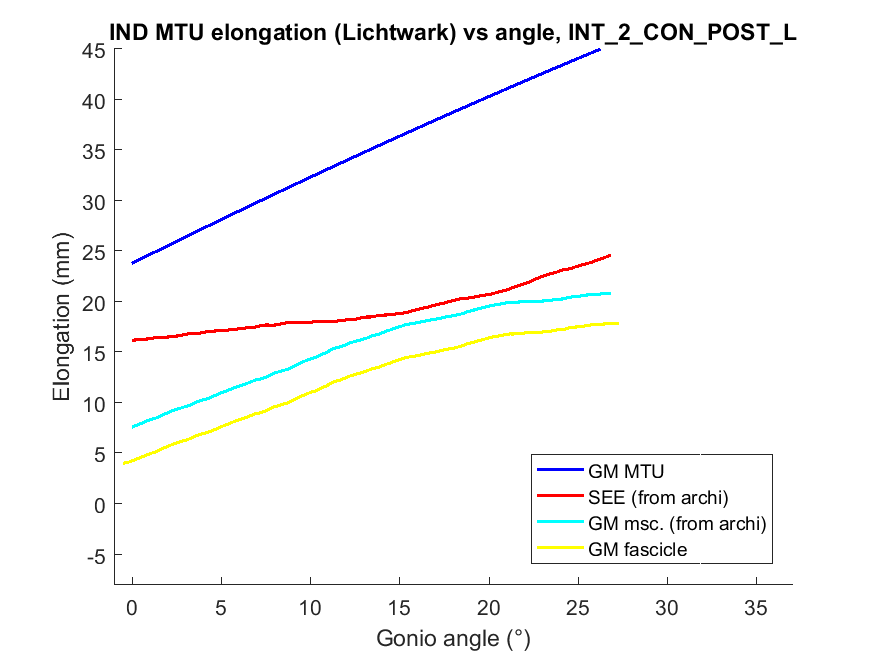 IND MTU elongation (Lichtwark) vs angle, INT_2_CON_POST_L
45
40
35
30
25
20
15
10
5
0
-5
Elongation (mm)
0 5 10 15 20 25 30 35
Gonio angle (°)
GM MTU
SEE (from archi)
GM msc. (from archi)
GM fascicle